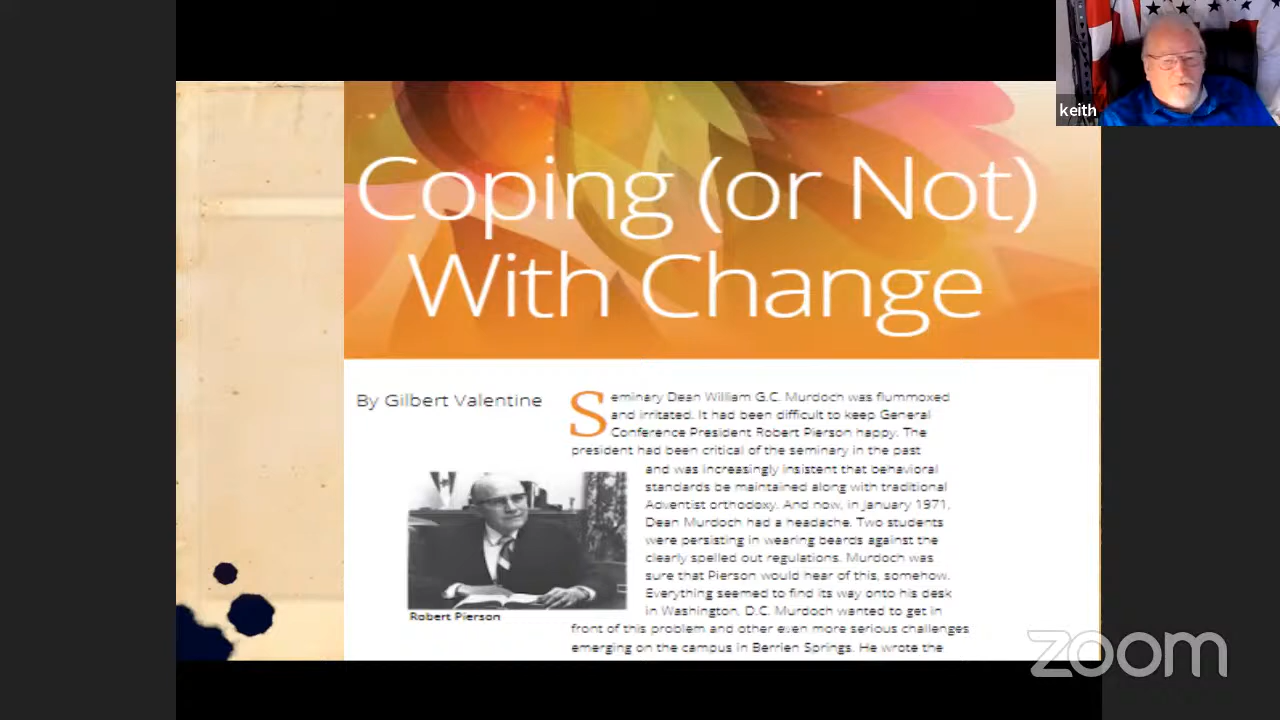 keith
Coping (or Not)
With Change
By Gilbert Valentine
Seminary Dean William G.C. Murdoch was flummoxed
and irritated. It had been difficult to keep General
Conference President Robert Pierson happy. The
president had been critical of the seminary in the past
and was increasingly insistent that behavioral
standards be maintained along with traditional
Adventist orthodoxy. And now, in January 1971,
Dean Murdoch had a headache. Two students
were persisting in wearing beards against the
clearly spelled out regulations. Murdoch was
sure that Pierson would hear of this, somehow.
Everything seemed to find its way onto his desk
in Washington, D.C. Murdoch wanted to get in
front of this problem and other even more serious challenges
emerging on the campus in Berrien Springs. He wrote the
Robert Pierson
zoom